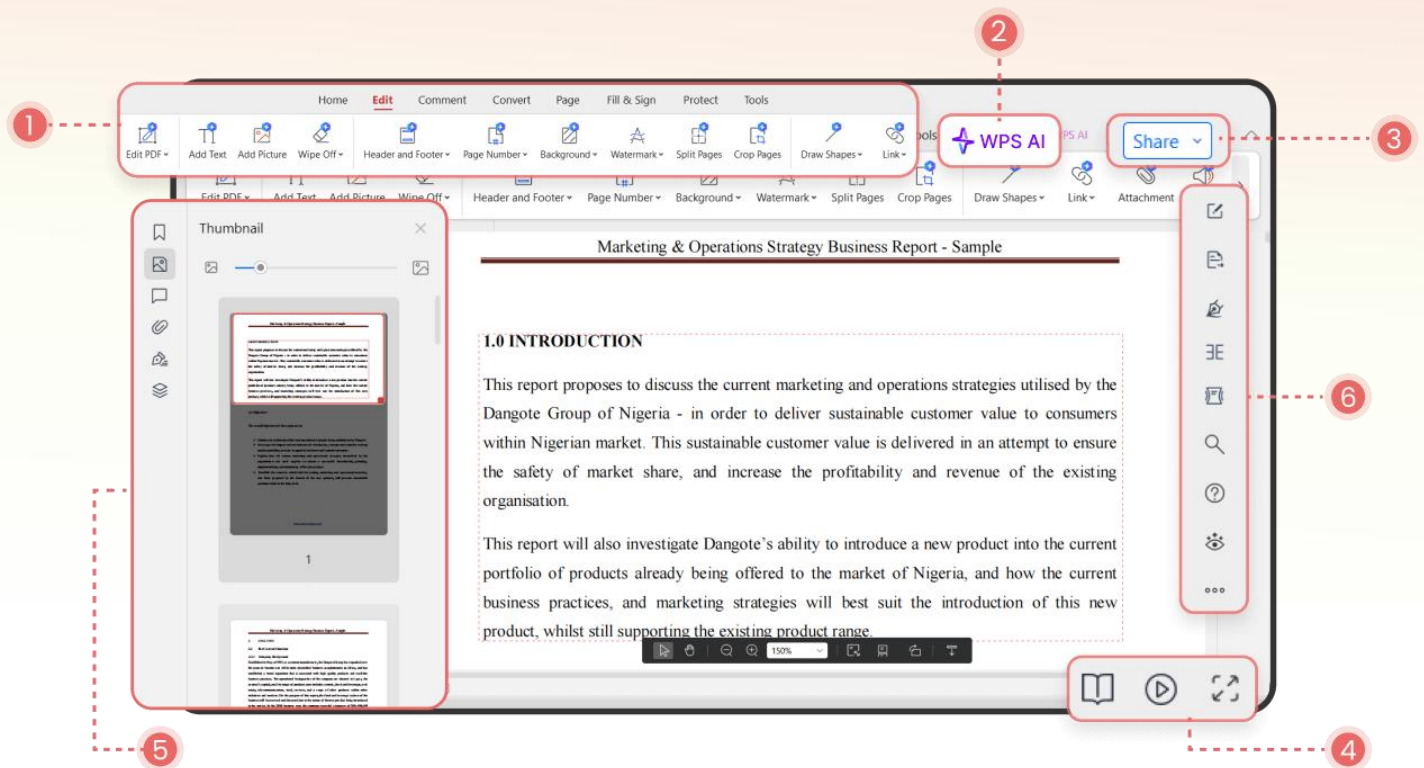 2
Home Edit Comment Convert Page Fill & Sign Protect Tools
1
WPS AI
Share
3
Edit PDF Add Text Add Picture Wipe Off Header and Footer Page Number Background Watermark Split Pages Crop Pages Draw Shapes Link
Edit PDF Add Text Add Picture Wipe Off Header and Footer Page Number Background Watermark Split Pages Crop Pages Draw Shapes Link Attachment
Thumbnail
Marketing & Operations Strategy Business Report - Sample
1.0 INTRODUCTION
This report proposes to discuss the current marketing and operations strategies utilised by the
Dangote Group of Nigeria - in order to deliver sustainable customer value to consumers
within Nigerian market. This sustainable customer value is delivered in an attempt to ensure
the safety of market share, and increase the profitability and revenue of the existing
organisation.
This report will also investigate Dangote's ability to introduce a new product into the current
portfolio of products already being offered to the market of Nigeria, and how the current
business practices, and marketing strategies will best suit the introduction of this new
product, whilst still supporting the existing product range.
1
6
150%
5
4